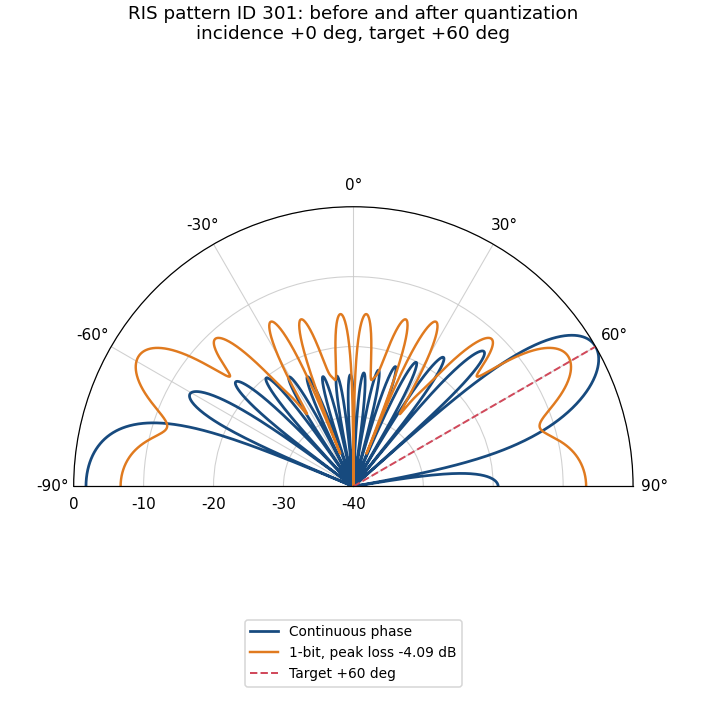 RIS pattern ID 301: before and after quantization
incidence +0 deg, target +60 deg
0°
-30°
30°
-60°
60°
-90°
90°
0
-10
-20
-30
-40
Continuous phase
1-bit, peak loss -4.09 dB
Target +60 deg